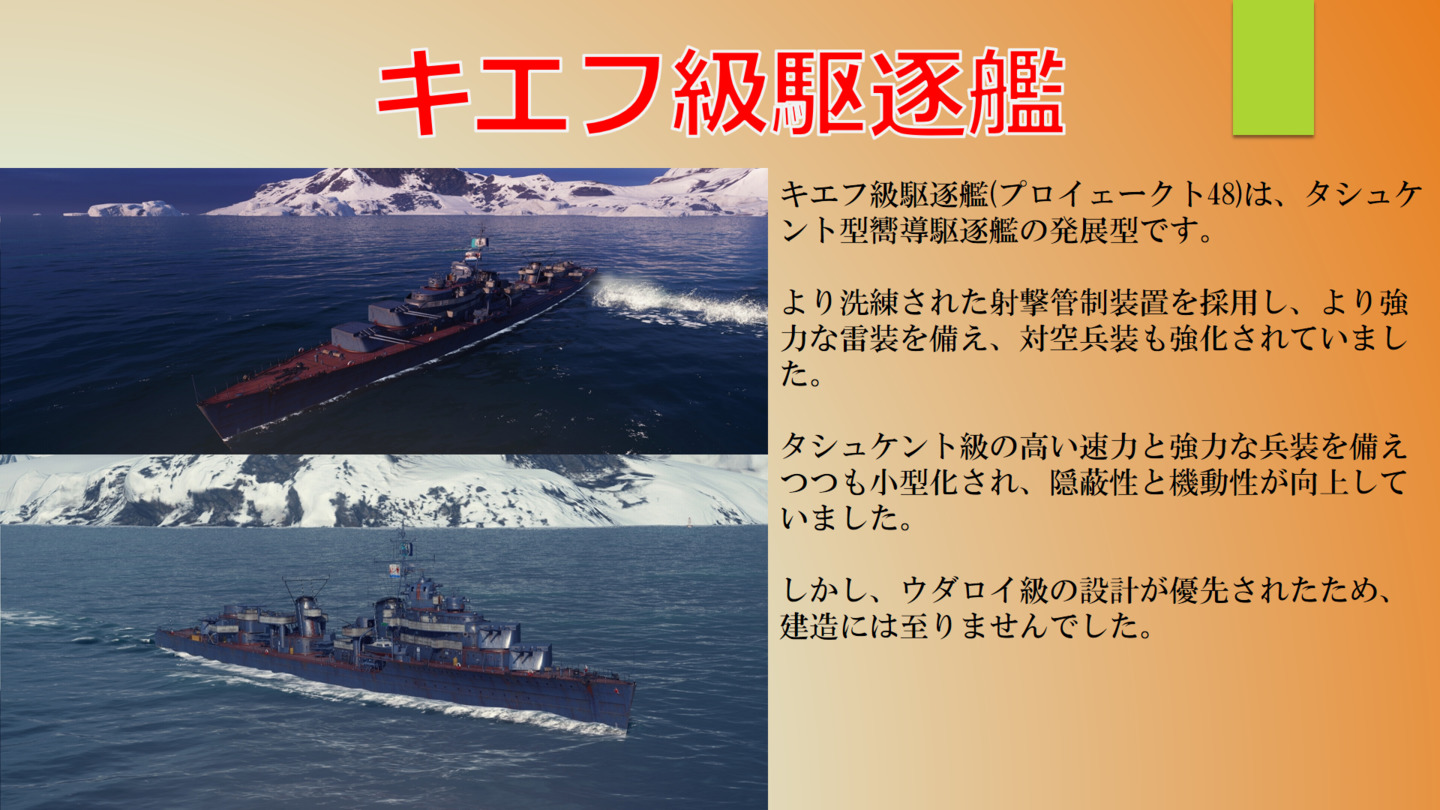 キエフ級駆逐艦
キエフ級駆逐艦(プロイェークト48)は、タシュケ
ント型嚮導駆逐艦の発展型です。
より洗練された射撃管制装置を採用し、より強
力な雷装を備え、対空兵装も強化されていまし
た。
タシュケント級の高い速力と強力な兵装を備え
つつも小型化され、隠蔽性と機動性が向上して
いました。
しかし、ウダロイ級の設計が優先されたため、
建造には至りませんでした。